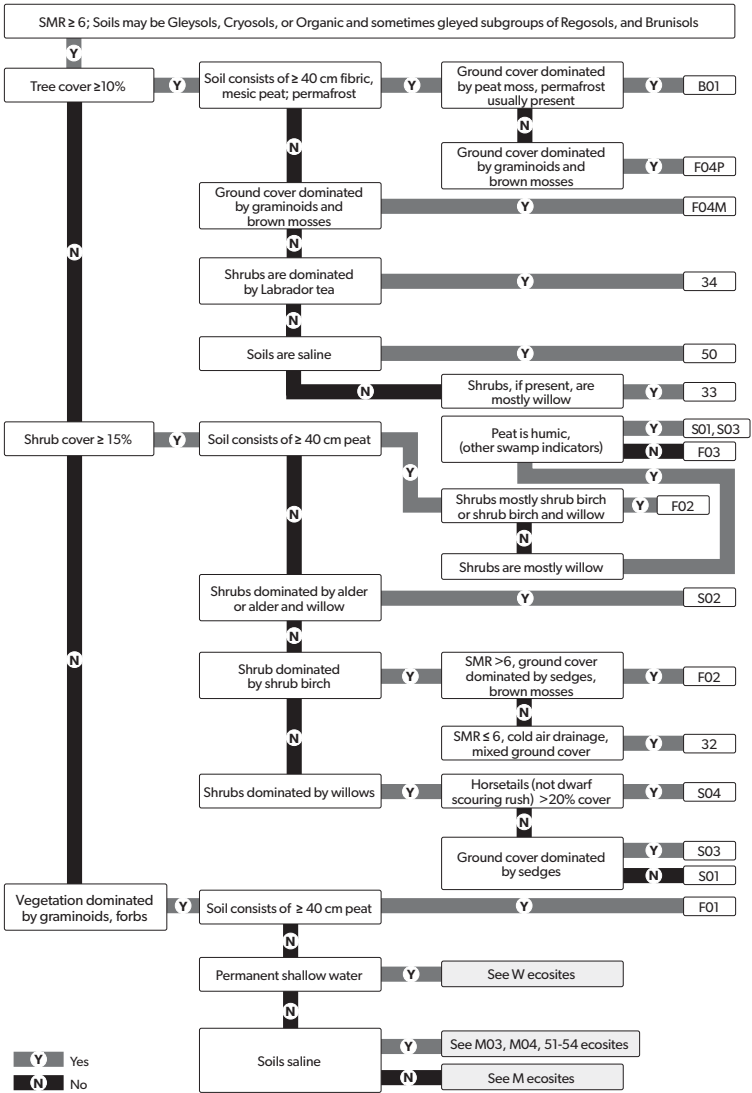 SMR ≥ 6; Soils may be Gleysols, Cryosols, or Organic and sometimes gleyed subgroups of Regosols, and Brunisols
Y
Tree cover ≥10%
Y
Soil consists of ≥ 40 cm fibric,
mesic peat; permafrost
Y
Ground cover dominated
by peat moss, permafrost
usually present
Y
B01
N
N
Ground cover dominated
by graminoids and
brown mosses
Y
F04P
Ground cover dominated
by graminoids and
brown mosses
Y
F04M
N
N
Shrubs are dominated
by Labrador tea
Y
34
N
Soils are saline
Y
50
N
Shrubs, if present, are
mostly willow
Y
33
Shrub cover ≥ 15%
Y
Soil consists of ≥ 40 cm peat
Y
Peat is humic,
(other swamp indicators)
Y
S01, S03
N
F03
Y
Shrubs mostly shrub birch
or shrub birch and willow
Y
F02
N
N
Shrubs are mostly willow
Shrubs dominated by alder
or alder and willow
Y
S02
N
N
Shrub dominated
by shrub birch
Y
SMR >6, ground cover
dominated by sedges,
brown mosses
Y
F02
N
N
SMR ≤ 6, cold air drainage,
mixed ground cover
Y
32
Shrubs dominated by willows
Y
Horsetails (not dwarf
scouring rush) >20% cover
Y
S04
N
Ground cover dominated
by sedges
Y
S03
N
S01
Vegetation dominated
by graminoids, forbs
Y
Soil consists of ≥ 40 cm peat
Y
F01
N
Permanent shallow water
Y
See W ecosites
N
Soils saline
Y
See M03, M04, 51-54 ecosites
N
See M ecosites
Y
Yes
N
No